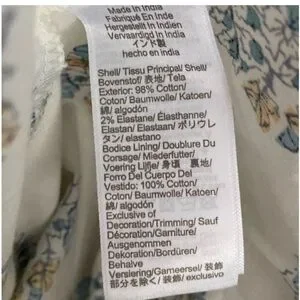 Made In India
Fabriqué En Inde
Hergestellt In Indien
Vervaardigd In India
インド製
hecho en india
Shell/ Tissu Principal/ Shell/
Bovenstof/ 表地/ Tela
Exterior: 98% Cotton/
Coton/ Baumwolle/ Katoen/
綿/ algodón
2% Elastane/ Élasthanne/
Elastan/ Elastaan/ ポリウレ
タン/ elastano
Bodice Lining/ Doublure Du
Corsage/ Miederfutter/
Voering Lijfje/ 身頃 裏地/
Forro Del Cuerpo Del
Vestido: 100% Cotton/
Coton/ Baumwolle/ Katoen/
綿/ algodón
Exclusive of
Decoration/Trimming/ Sauf
Décoration/Garniture/
Ausgenommen
Dekoration/Bordüren/
Behalve
Versiering/Garneersel/ 装飾
部分を除く/ exclusivo de